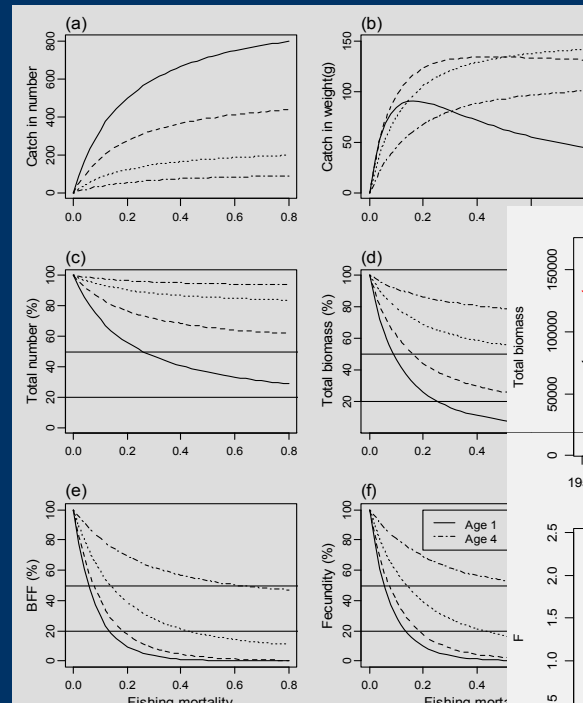 (a)
Catch in number
800
600
400
200
0
0.0 0.2 0.4 0.6 0.8
(b)
Catch in weight(g)
150
100
50
0
0.0 0.2 0.4
(c)
Total number (%)
100
80
60
40
20
0
0.0 0.2 0.4 0.6 0.8
(d)
Total biomass (%)
100
80
60
40
20
0.0 0.2 0.4
(e)
BFF (%)
100
80
60
40
20
0
0.0 0.2 0.4 0.6 0.8
Fishing mortality
(f)
Age 1
Age 4
Fecundity (%)
100
80
60
40
20
0
0.0 0.2 0.4
Fishing morta
Total biomass
150000
100000
50000
0
19
F
2.5
2.0
1.5
1.0